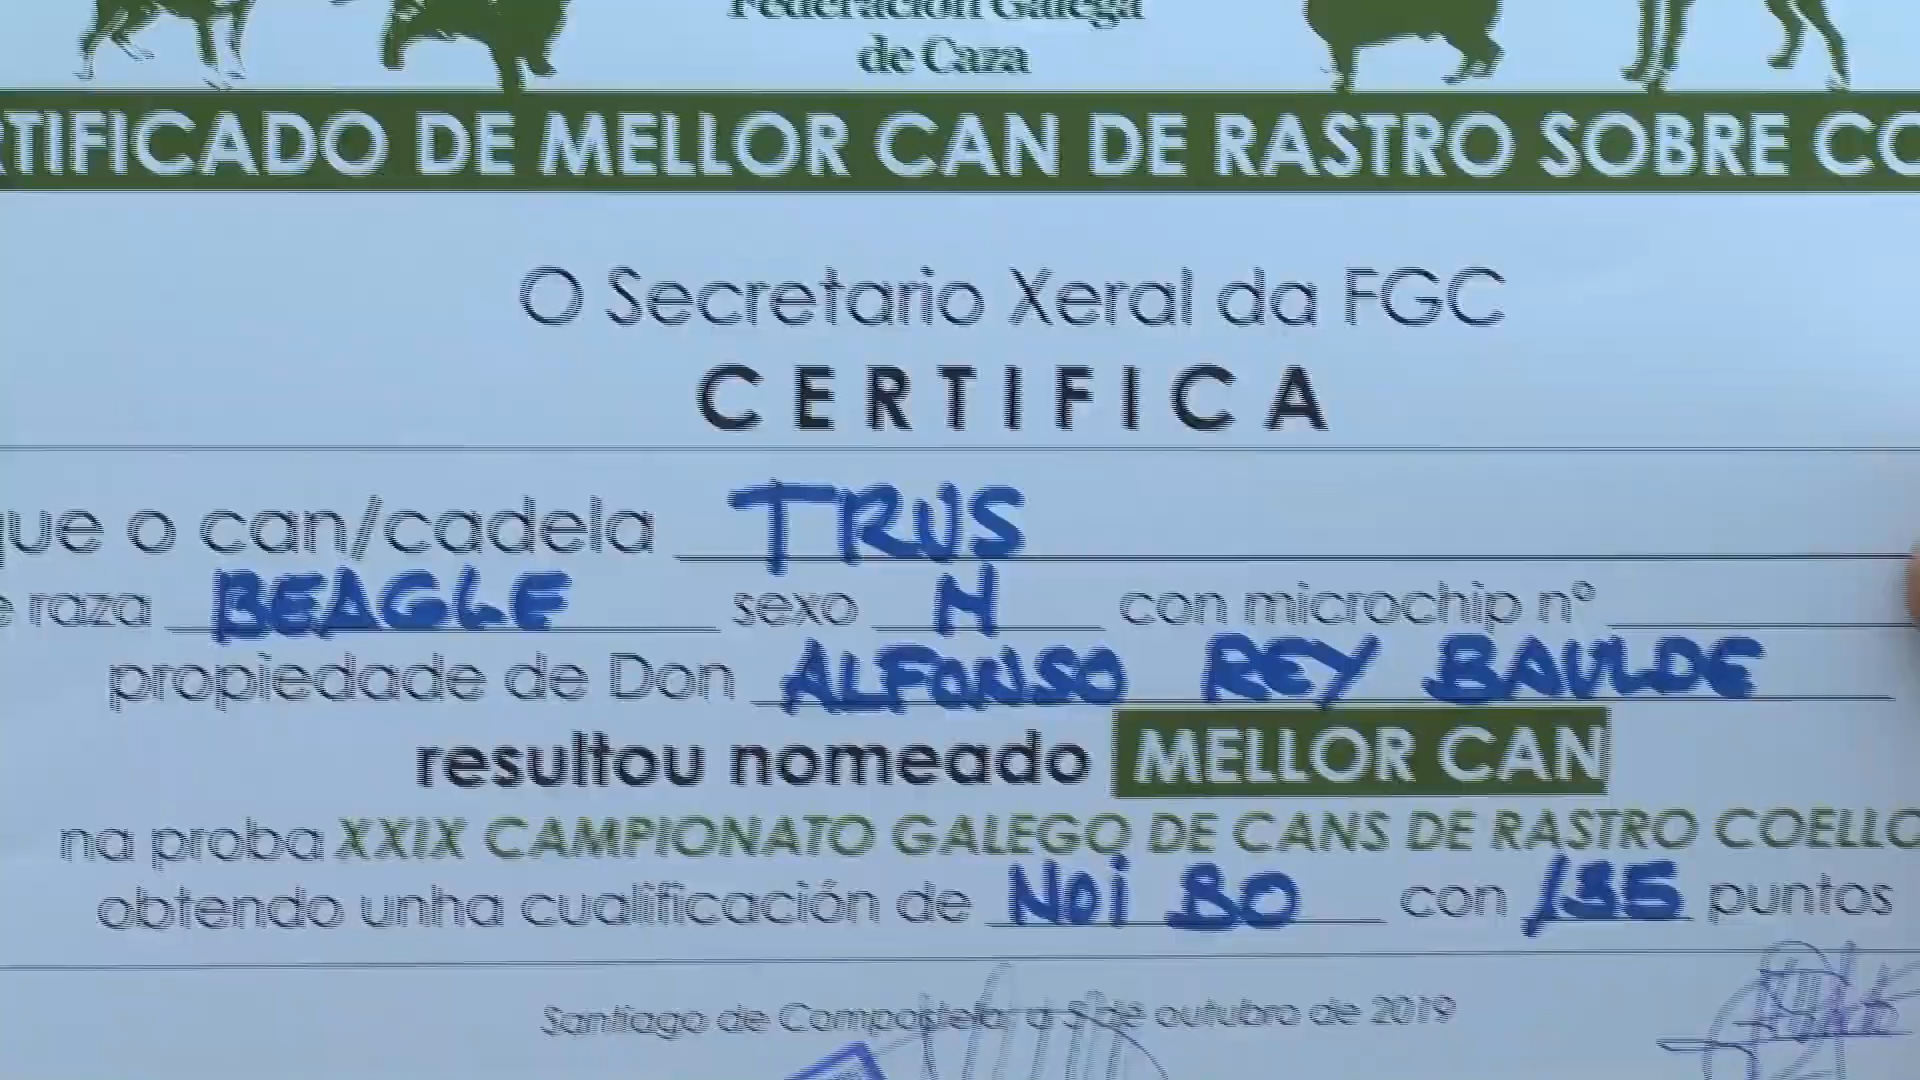 Federación Galega
de Caza
RTIFICADO DE MELLOR CAN DE RASTRO SOBRE CO
O Secretario Xeral da FGC
CERTIFICA
que o can/cadela TRUS
e raza BEAGLE sexo H con microchip nº
propiedade de Don ALFONSO REY BAULDE
resultou nomeado MELLOR CAN
na proba XXIX CAMPIONATO GALEGO DE CANS DE RASTRO COELLO
obtendo unha cualificación de Moi BO con 135 puntos
Santiago de Compostela, a 5 de outubro de 2019